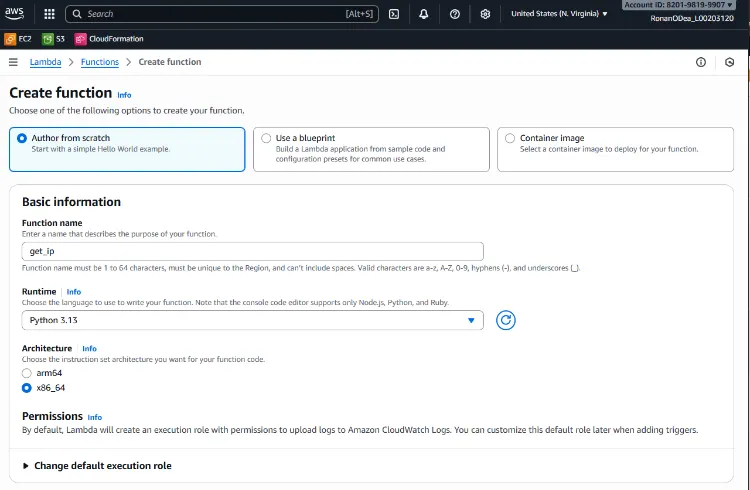 aws
Search
[Alt+S]
United States (N. Virginia) ▼
Account ID: 8201-9819-9907 ▼
RonanODea_L00203120
EC2
S3
CloudFormation
Lambda > Functions > Create function
Create function Info
Choose one of the following options to create your function.
Author from scratch
Start with a simple Hello World example.
Use a blueprint
Build a Lambda application from sample code and
configuration presets for common use cases.
Container image
Select a container image to deploy for your function.
Basic information
Function name
Enter a name that describes the purpose of your function.
get_ip
Function name must be 1 to 64 characters, must be unique to the Region, and can't include spaces. Valid characters are a-z, A-Z, 0-9, hyphens (-), and underscores (_).
Runtime Info
Choose the language to use to write your function. Note that the console code editor supports only Node.js, Python, and Ruby.
Python 3.13
Architecture Info
Choose the instruction set architecture you want for your function code.
arm64
x86_64
Permissions Info
By default, Lambda will create an execution role with permissions to upload logs to Amazon CloudWatch Logs. You can customize this default role later when adding triggers.
Change default execution role